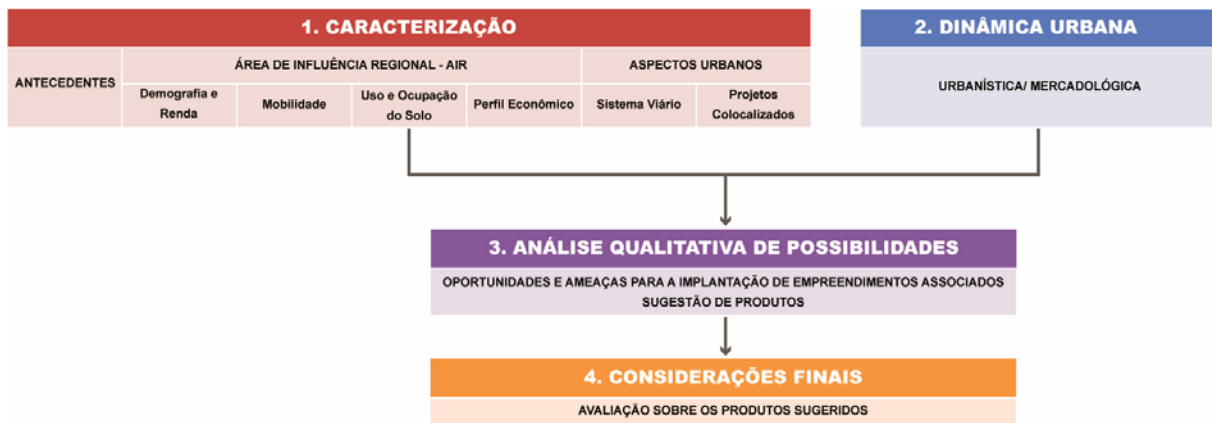 1. CARACTERIZAÇÃO
ANTECEDENTES
ÁREA DE INFLUÊNCIA REGIONAL - AIR
ASPECTOS URBANOS
Demografia e
Renda
Mobilidade
Uso e Ocupação
do Solo
Perfil Econômico
Sistema Viário
Projetos
Colocalizados
2. DINÂMICA URBANA
URBANÍSTICA/ MERCADOLÓGICA
3. ANÁLISE QUALITATIVA DE POSSIBILIDADES
OPORTUNIDADES E AMEAÇAS PARA A IMPLANTAÇÃO DE EMPREENDIMENTOS ASSOCIADOS
SUGESTÃO DE PRODUTOS
4. CONSIDERAÇÕES FINAIS
AVALIAÇÃO SOBRE OS PRODUTOS SUGERIDOS